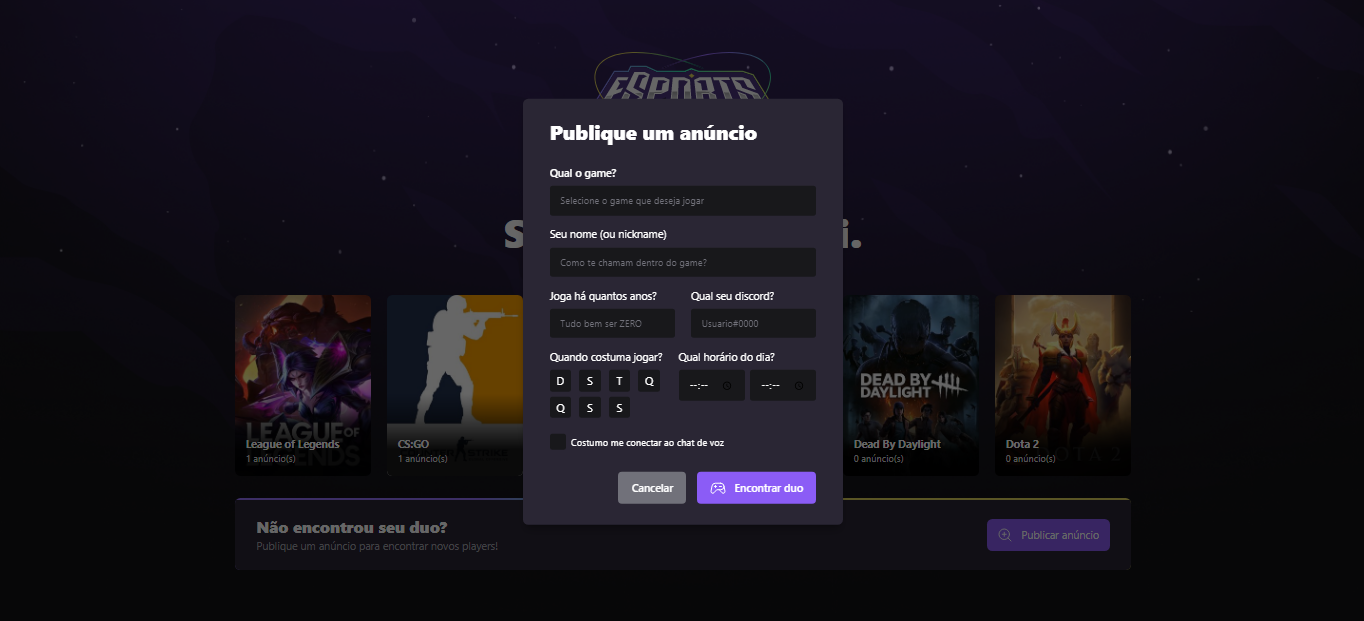 ESPORTS
Publique um anúncio
Qual o game?
Selecione o game que deseja jogar
Seu nome (ou nickname)
Como te chamam dentro do game?
Joga há quantos anos? Qual seu discord?
Tudo bem ser ZERO Usuario#0000
Quando costuma jogar? Qual horário do dia?
D S T Q --:-- --:--
Q S S
Costumo me conectar ao chat de voz
Cancelar Encontrar duo
S i.
LEAGUE OF
League of Legends
1 anúncio(s)
CS:GO
1 anúncio(s)
DEAD BY
DAYLIGHT
Dead By Daylight
0 anúncio(s)
Dota 2
DOTA 2
0 anúncio(s)
Não encontrou seu duo?
Publique um anúncio para encontrar novos players!
Publicar anúncio